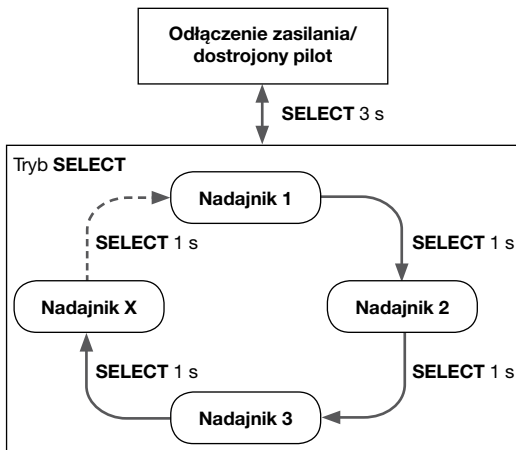 Odłączenie zasilania/
dostrojony pilot
SELECT 3 s
Tryb SELECT
Nadajnik 1
SELECT 1 s
SELECT 1 s
Nadajnik X
Nadajnik 2
SELECT 1 s
SELECT 1 s
Nadajnik 3